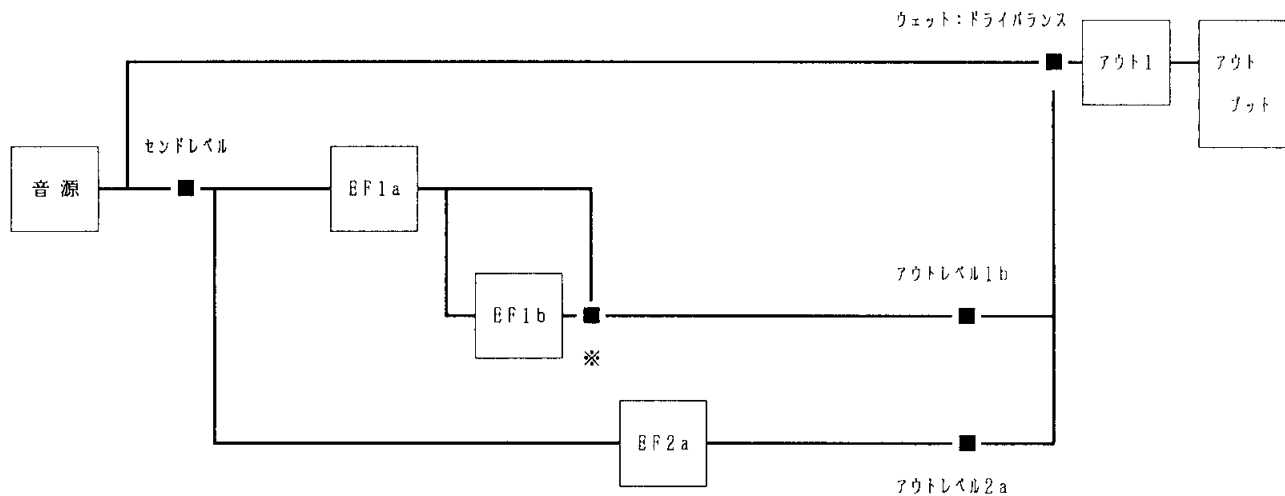 ウェット:ドライバランス
アウト1
アウト
プット
センドレベル
音源
EF1a
アウトレベル1b
EF1b
※
EF2a
アウトレベル2a